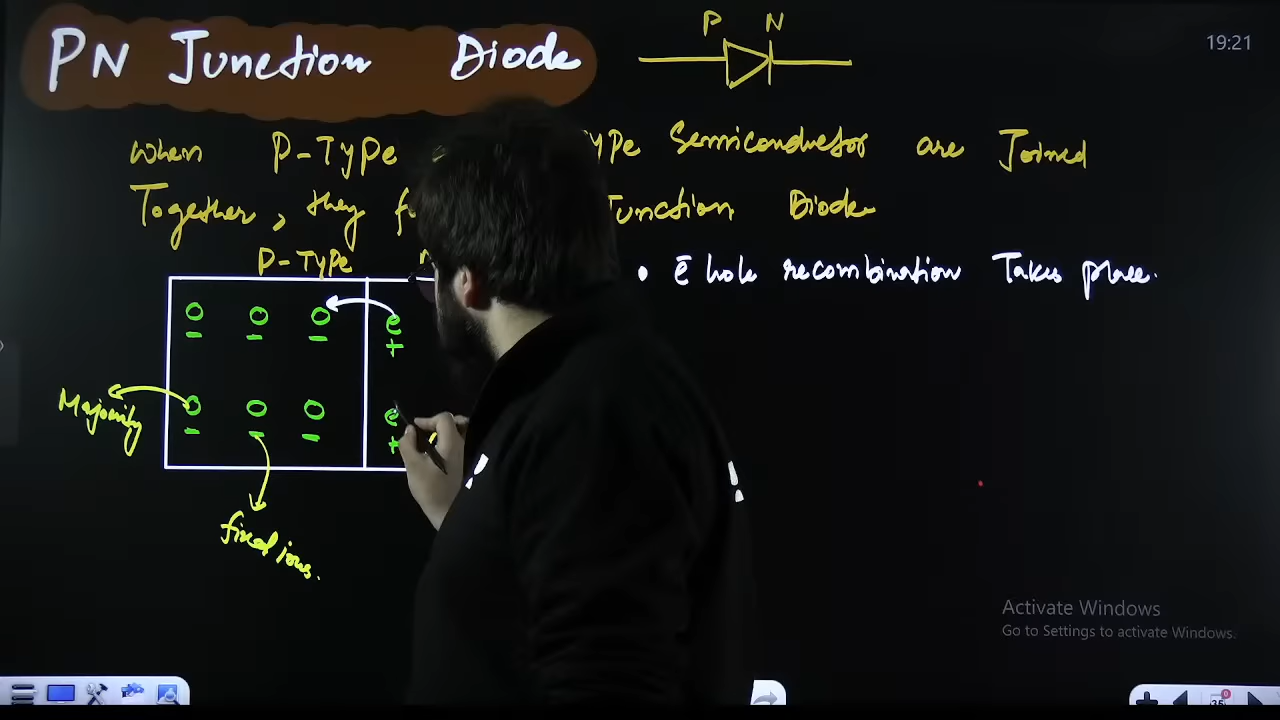 PN Junction Diode
P N
19:21
When P-Type Type Semiconductor are Joined
Together, they Junction Diode
P-Type
• ē hole recombination Takes place.
o o o e
- - - +
Majority
o o o e
- - - +
fixed ions.
Activate Windows
Go to Settings to activate Windows.